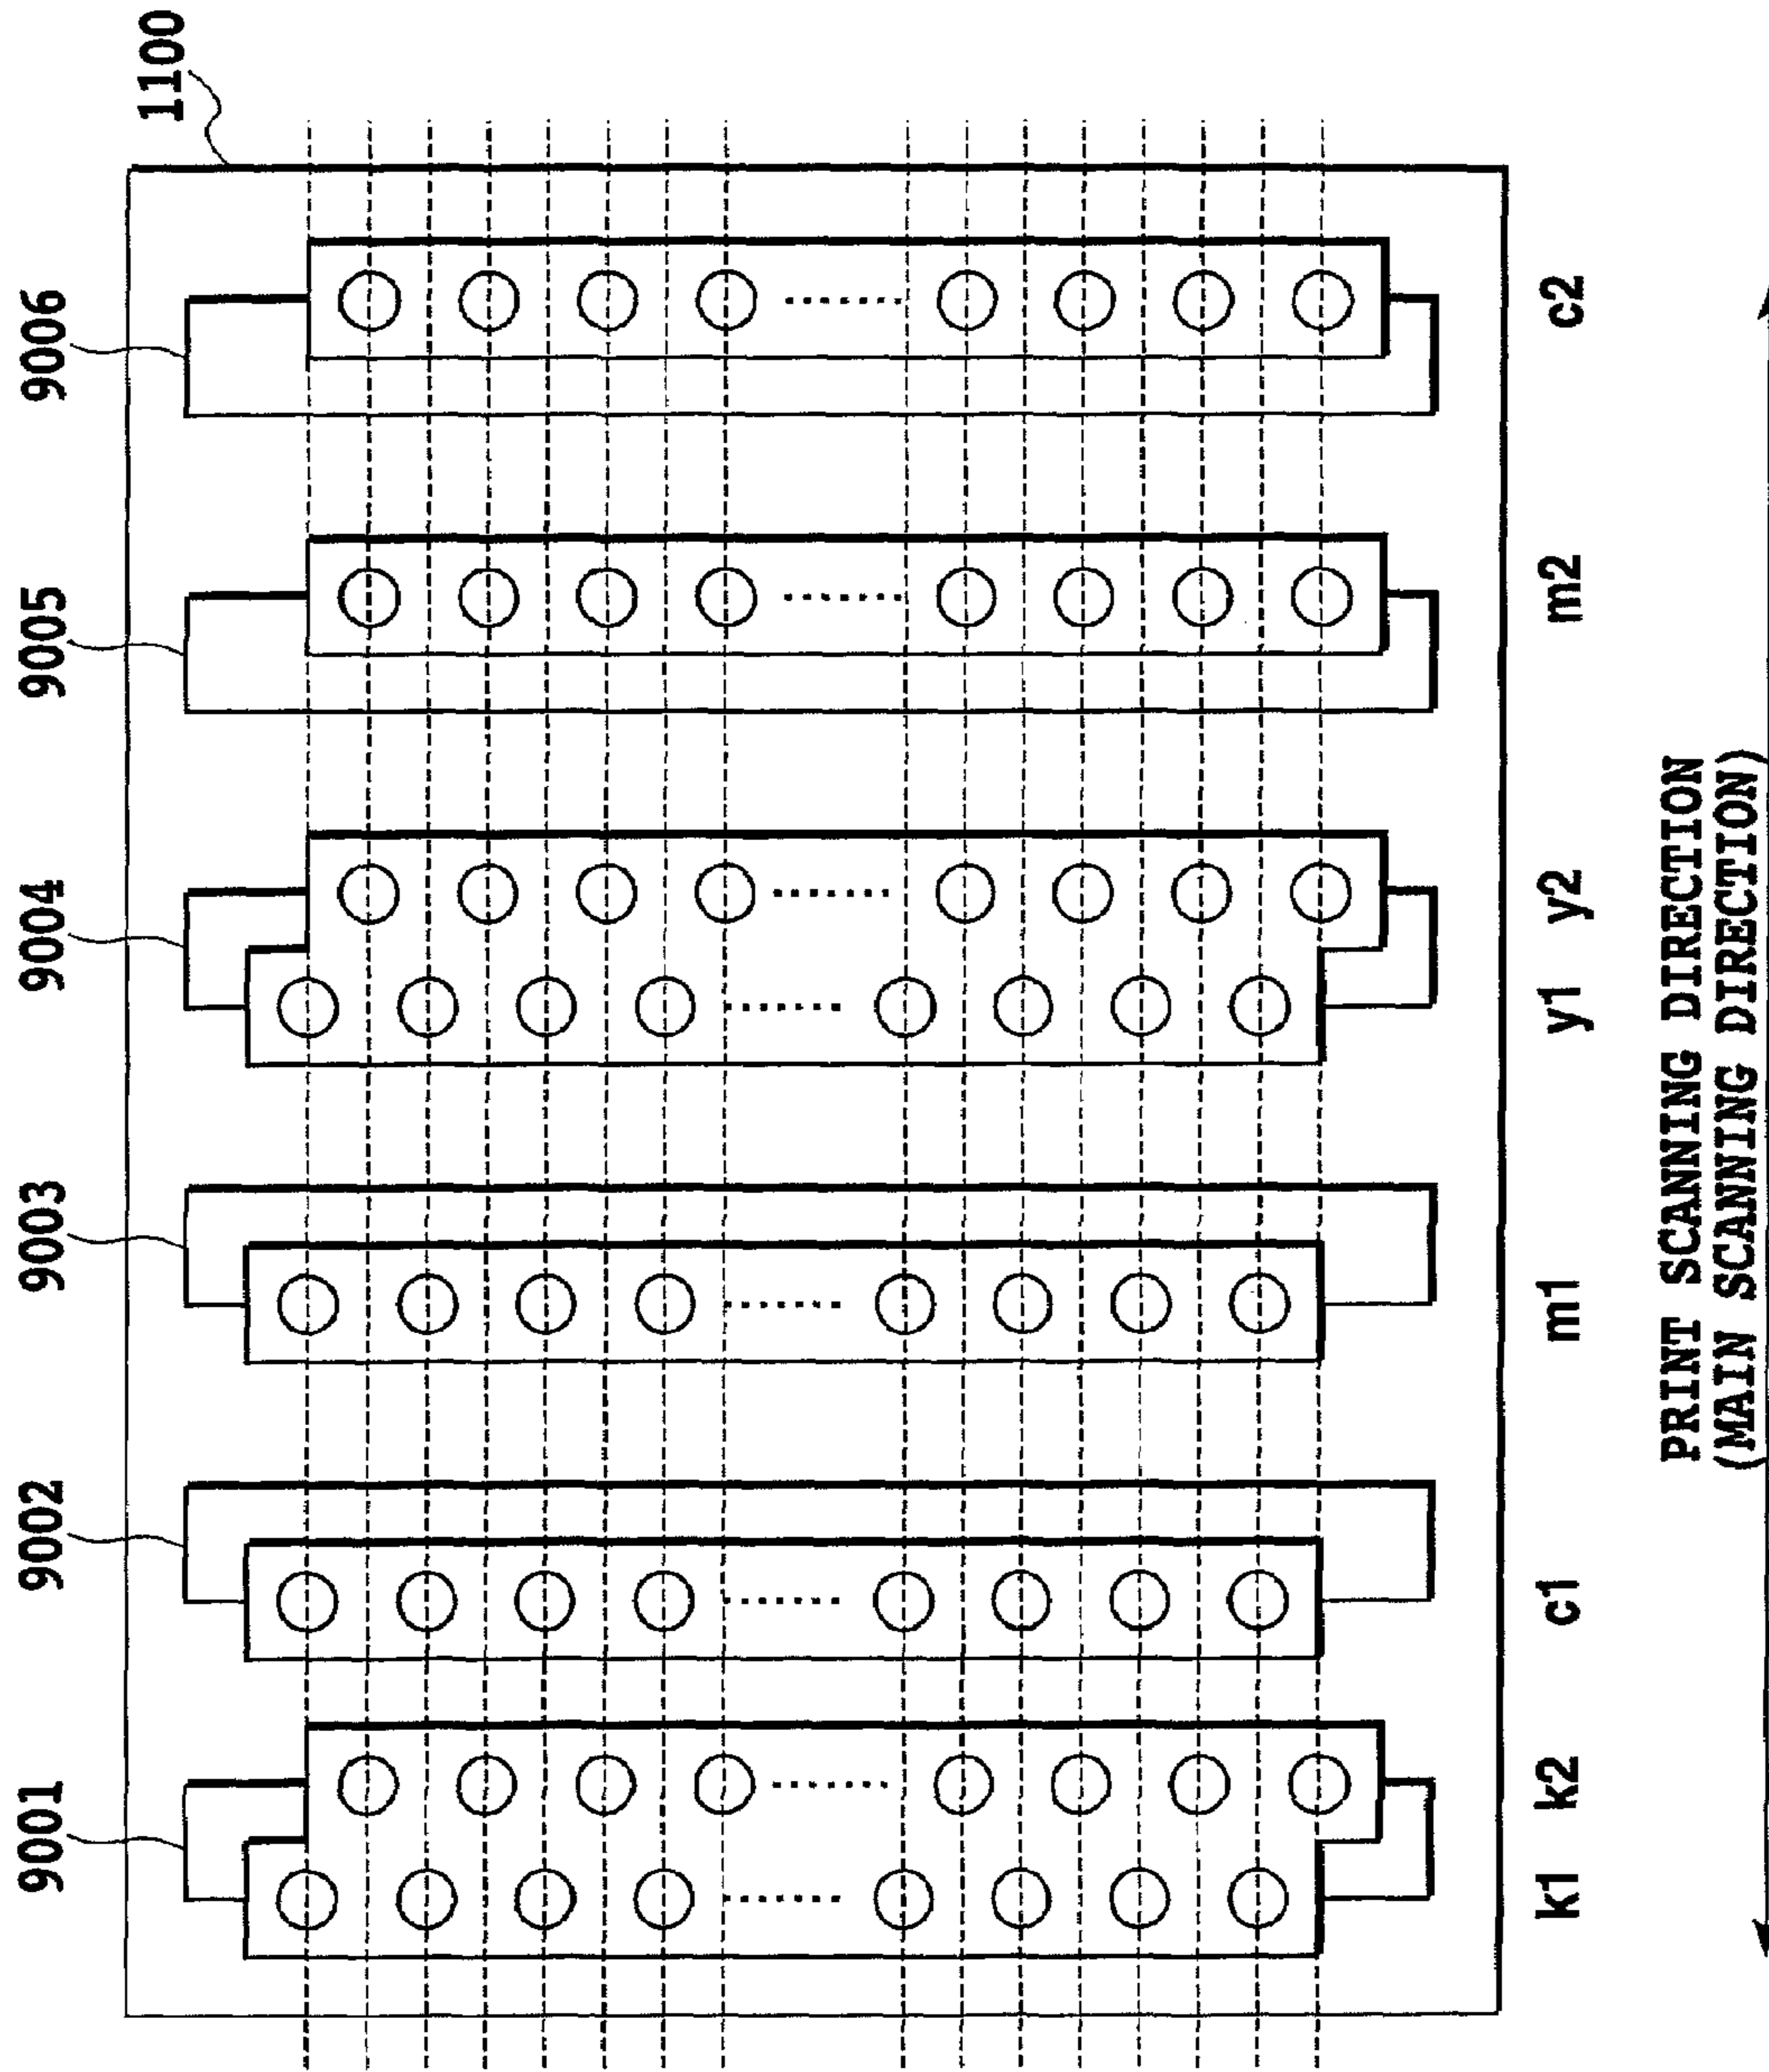 1100
9001
9002
9003
9004
9005
9006
k1 k2 c1 m1 y1 y2 m2 c2
PRINT SCANNING DIRECTION
(MAIN SCANNING DIRECTION)